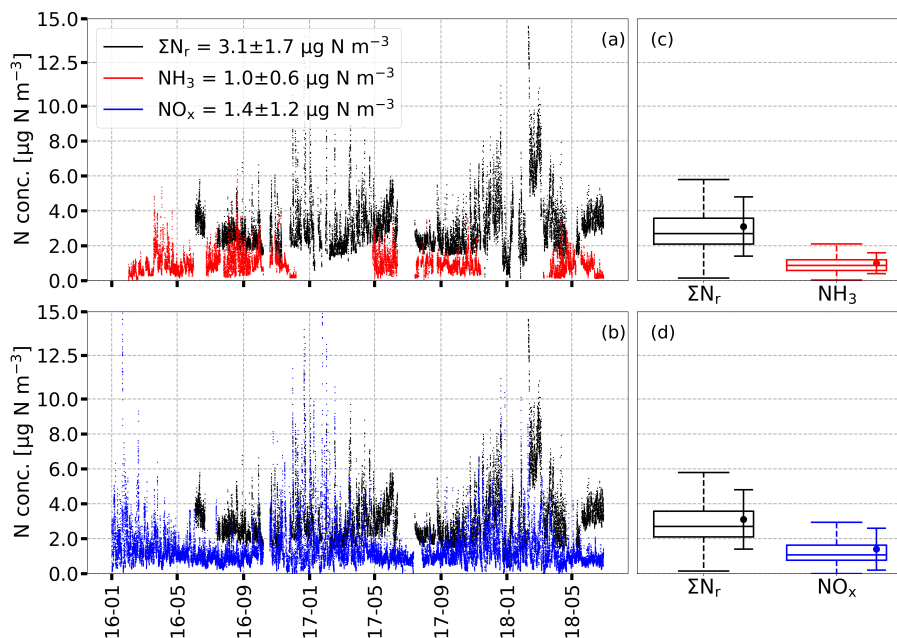 N conc. [µg N m⁻³]
15.0
12.5
10.0
8.0
6.0
4.0
2.0
0.0
ΣNᵣ = 3.1±1.7 µg N m⁻³
NH₃ = 1.0±0.6 µg N m⁻³
NOₓ = 1.4±1.2 µg N m⁻³
(a)
(c)
ΣNᵣ
NH₃
N conc. [µg N m⁻³]
15.0
12.5
10.0
8.0
6.0
4.0
2.0
0.0
(b)
(d)
16-01
16-05
16-09
17-01
17-05
17-09
18-01
18-05
ΣNᵣ
NOₓ